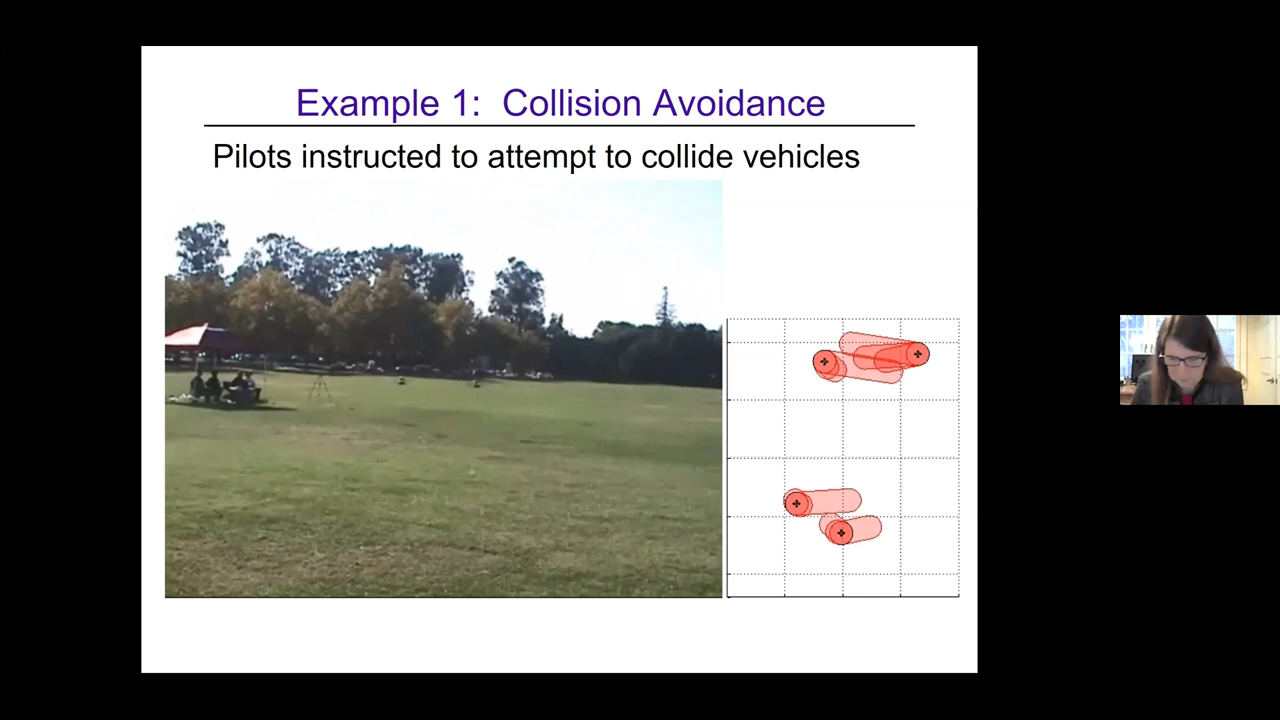 Example 1: Collision Avoidance
Pilots instructed to attempt to collide vehicles